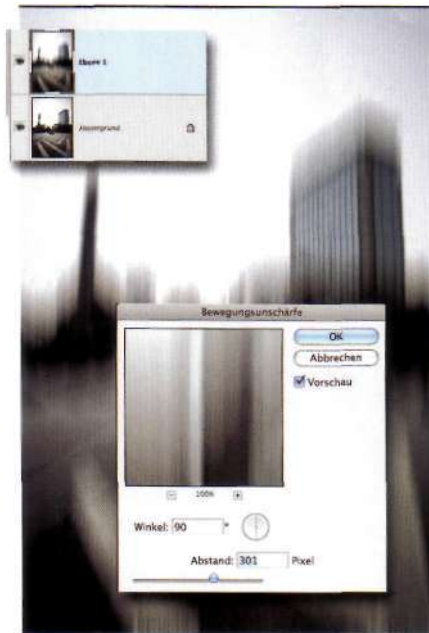 Ebene 1
Hintergrund
Bewegungsunschärfe
OK
Abbrechen
Vorschau
100%
Winkel: 90 °
Abstand: 301 Pixel